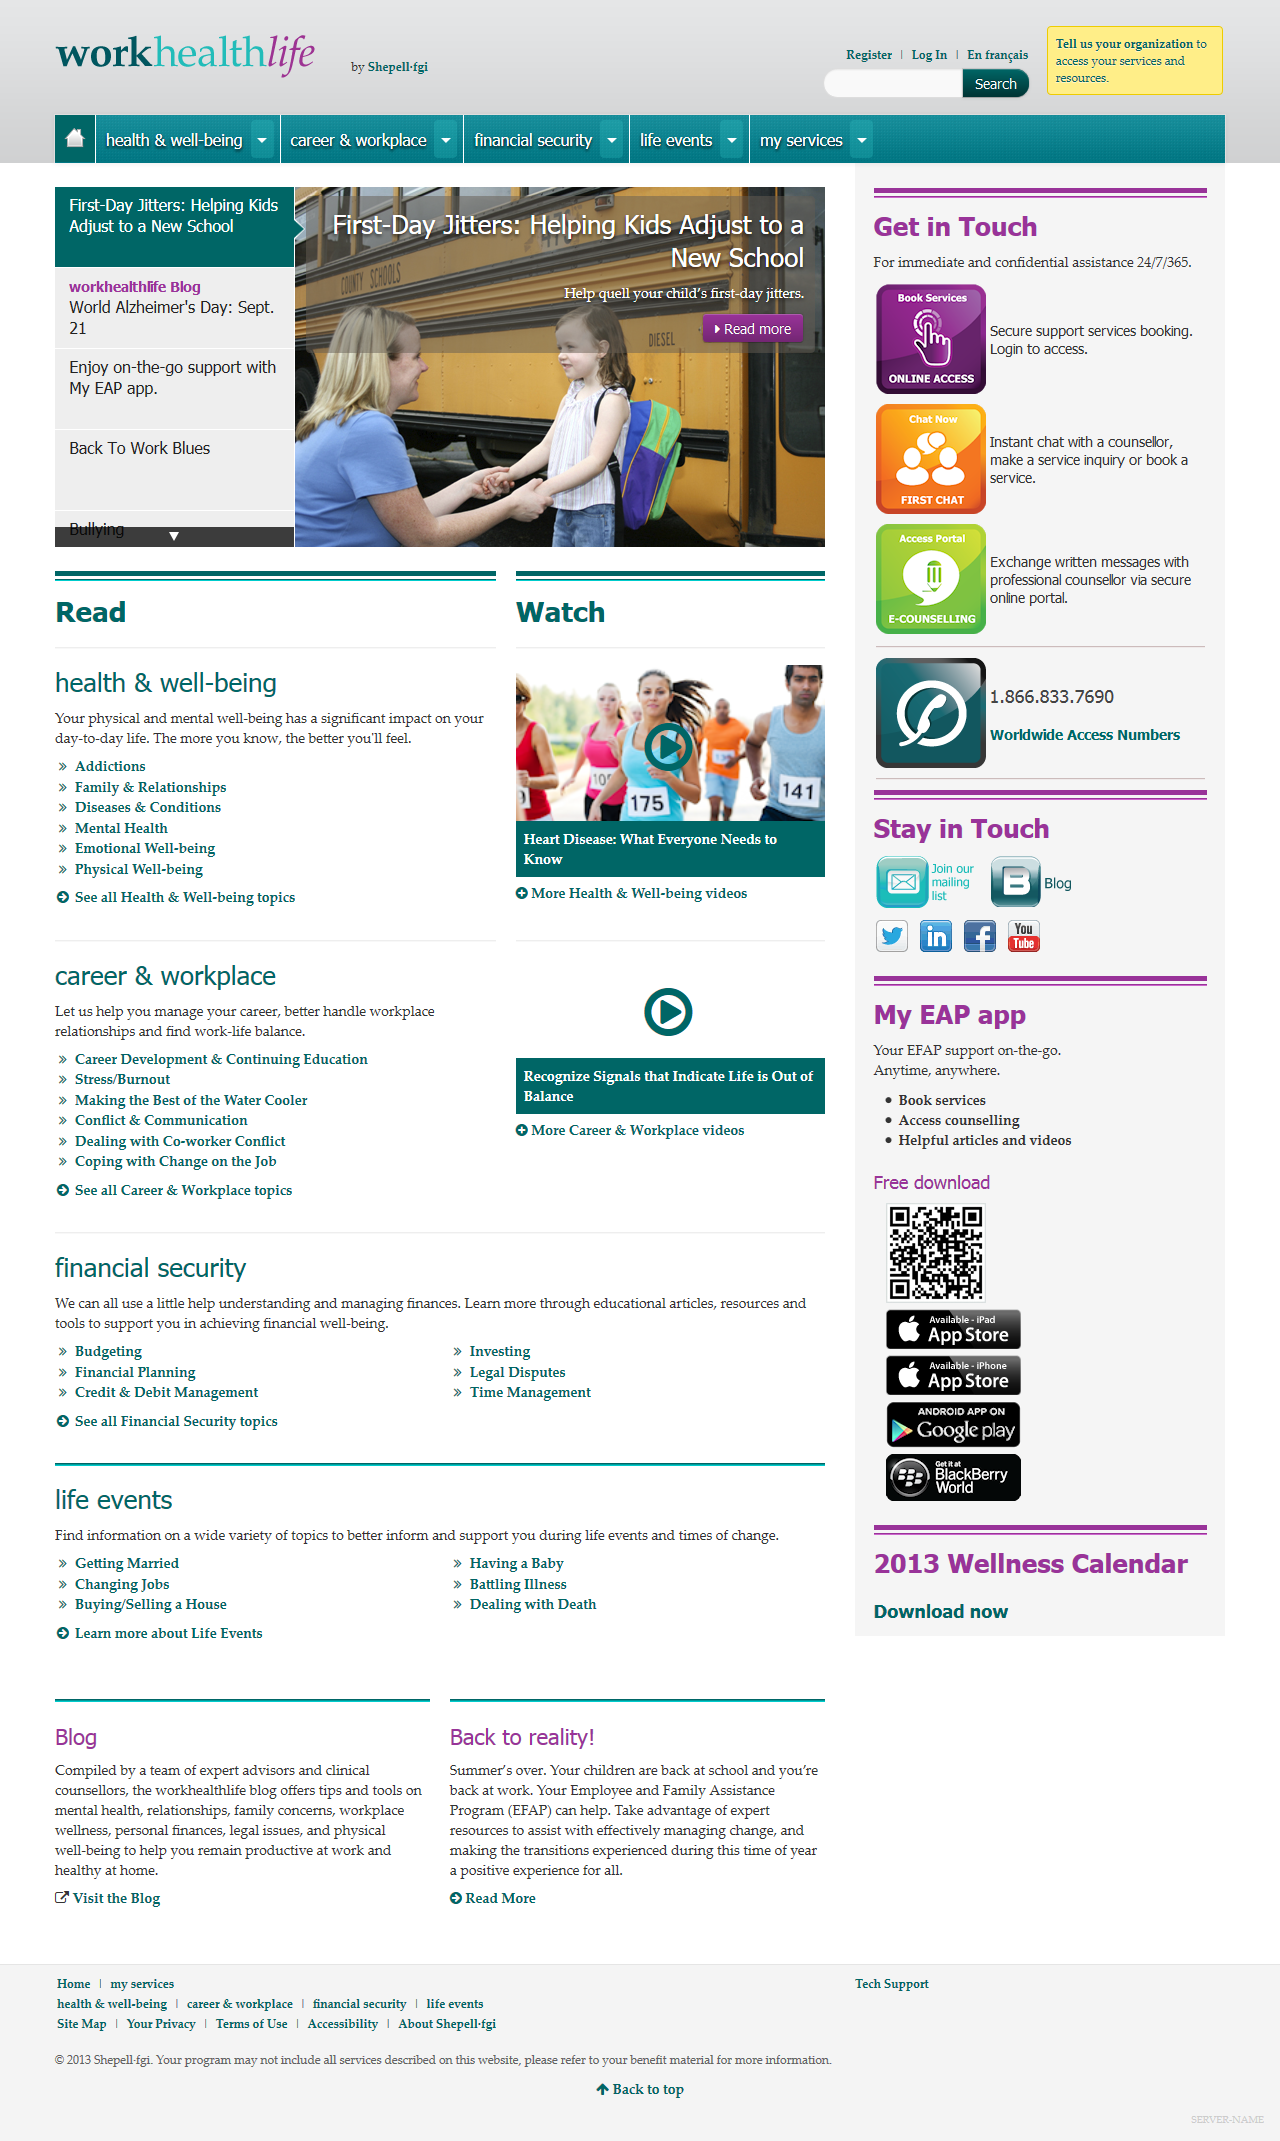 workhealthlife
by Shepell·fgi
Register | Log In | En français
Search
Tell us your organization to
access your services and
resources.
health & well-being
career & workplace
financial security
life events
my services
First-Day Jitters: Helping Kids
Adjust to a New School
workhealthlife Blog
World Alzheimer's Day: Sept.
21
Enjoy on-the-go support with
My EAP app.
Back To Work Blues
Bullying
COUNTY SCHOOLS
DIESEL
First-Day Jitters: Helping Kids Adjust to a
New School
Help quell your child's first-day jitters.
Read more
Get in Touch
For immediate and confidential assistance 24/7/365.
Book Services
ONLINE ACCESS
Secure support services booking.
Login to access.
Chat Now
FIRST CHAT
Instant chat with a counsellor,
make a service inquiry or book a
service.
Access Portal
E-COUNSELLING
Exchange written messages with
professional counsellor via secure
online portal.
1.866.833.7690
Worldwide Access Numbers
Stay in Touch
Join our
mailing
list
B
Blog
in
f
You
Tube
My EAP app
Your EFAP support on-the-go.
Anytime, anywhere.
• Book services
• Access counselling
• Helpful articles and videos
Free download
Available - iPad
App Store
Available - iPhone
App Store
ANDROID APP ON
Google play
Get it at
BlackBerry
World
2013 Wellness Calendar
Download now
Read
health & well-being
Your physical and mental well-being has a significant impact on your
day-to-day life. The more you know, the better you'll feel.
» Addictions
» Family & Relationships
» Diseases & Conditions
» Mental Health
» Emotional Well-being
» Physical Well-being
See all Health & Well-being topics
Watch
175
141
Heart Disease: What Everyone Needs to
Know
More Health & Well-being videos
career & workplace
Let us help you manage your career, better handle workplace
relationships and find work-life balance.
» Career Development & Continuing Education
» Stress/Burnout
» Making the Best of the Water Cooler
» Conflict & Communication
» Dealing with Co-worker Conflict
» Coping with Change on the Job
See all Career & Workplace topics
Recognize Signals that Indicate Life is Out of
Balance
More Career & Workplace videos
financial security
We can all use a little help understanding and managing finances. Learn more through educational articles, resources and
tools to support you in achieving financial well-being.
» Budgeting
» Financial Planning
» Credit & Debit Management
» Investing
» Legal Disputes
» Time Management
See all Financial Security topics
life events
Find information on a wide variety of topics to better inform and support you during life events and times of change.
» Getting Married
» Changing Jobs
» Buying/Selling a House
» Having a Baby
» Battling Illness
» Dealing with Death
Learn more about Life Events
Blog
Compiled by a team of expert advisors and clinical
counsellors, the workhealthlife blog offers tips and tools on
mental health, relationships, family concerns, workplace
wellness, personal finances, legal issues, and physical
well-being to help you remain productive at work and
healthy at home.
Visit the Blog
Back to reality!
Summer's over. Your children are back at school and you're
back at work. Your Employee and Family Assistance
Program (EFAP) can help. Take advantage of expert
resources to assist with effectively managing change, and
making the transitions experienced during this time of year
a positive experience for all.
Read More
Home | my services
health & well-being | career & workplace | financial security | life events
Site Map | Your Privacy | Terms of Use | Accessibility | About Shepell·fgi
Tech Support
© 2013 Shepell·fgi. Your program may not include all services described on this website, please refer to your benefit material for more information.
Back to top
SERVER-NAME